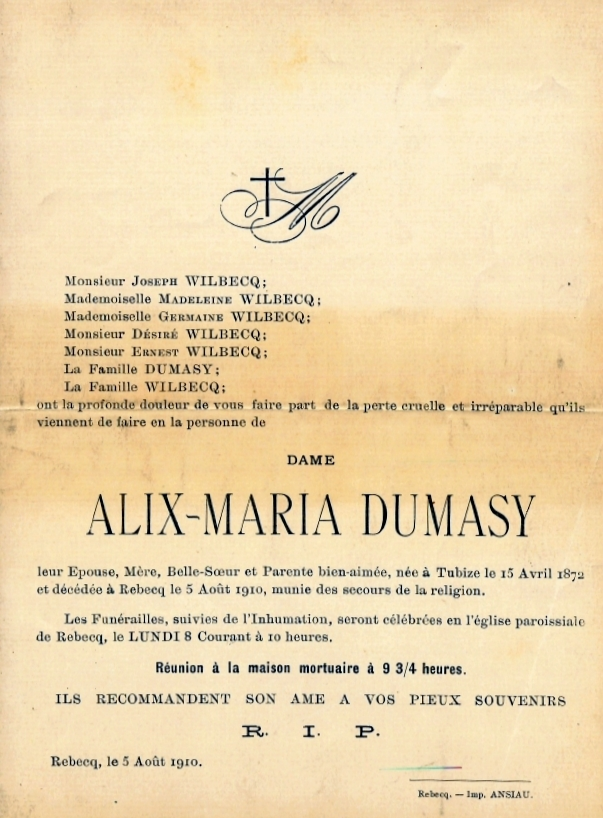 M
Monsieur JOSEPH WILBECQ;
Mademoiselle MADELEINE WILBECQ;
Mademoiselle GERMAINE WILBECQ;
Monsieur DÉSIRÉ WILBECQ;
Monsieur ERNEST WILBECQ;
La Famille DUMASY;
La Famille WILBECQ;
ont la profonde douleur de vous faire part de la perte cruelle et irréparable qu'ils
viennent de faire en la personne de
DAME
ALIX-MARIA DUMASY
leur Epouse, Mère, Belle-Sœur et Parente bien-aimée, née à Tubize le 15 Avril 1872
et décédée à Rebecq le 5 Août 1910, munie des secours de la religion.
Les Funérailles, suivies de l'Inhumation, seront célébrées en l'église paroissiale
de Rebecq, le LUNDI 8 Courant à 10 heures.
Réunion à la maison mortuaire à 9 3/4 heures.
ILS RECOMMANDENT SON AME A VOS PIEUX SOUVENIRS
R. I. P.
Rebecq, le 5 Août 1910.
Rebecq. — Imp. ANSIAU.